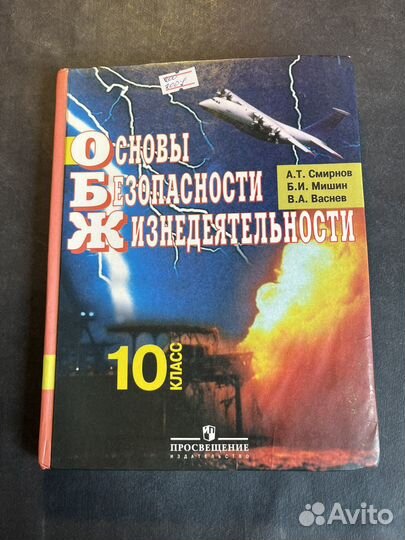 ОСНОВЫ
БЕЗОПАСНОСТИ
ЖИЗНЕДЕЯТЕЛЬНОСТИ
А.Т. Смирнов
Б.И. Мишин
В.А. Васнев
10 КЛАСС
ПРОСВЕЩЕНИЕ
ИЗДАТЕЛЬСТВО
Avito